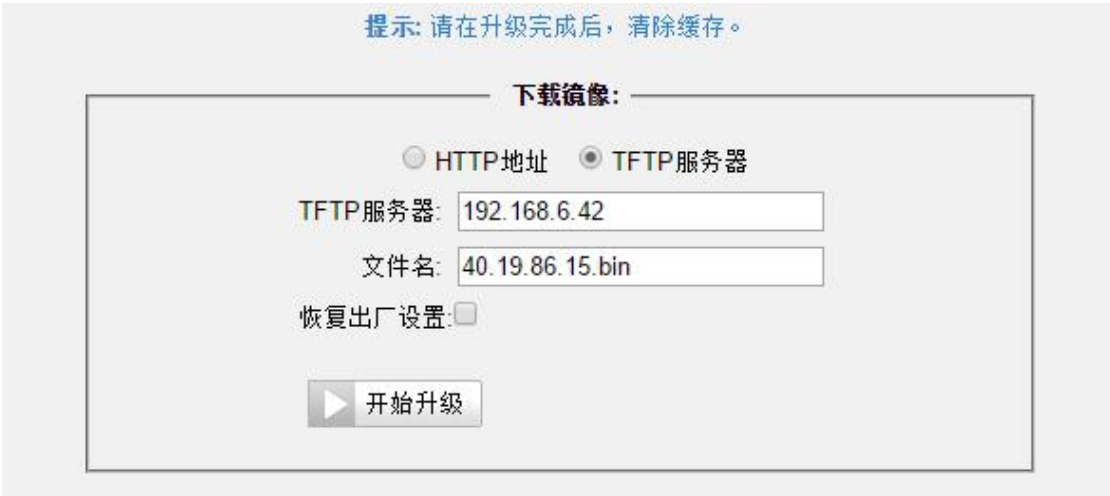 提示: 请在升级完成后，清除缓存。
下载镜像:
HTTP地址 TFTP服务器
TFTP服务器: 192.168.6.42
文件名: 40.19.86.15.bin
恢复出厂设置:
开始升级